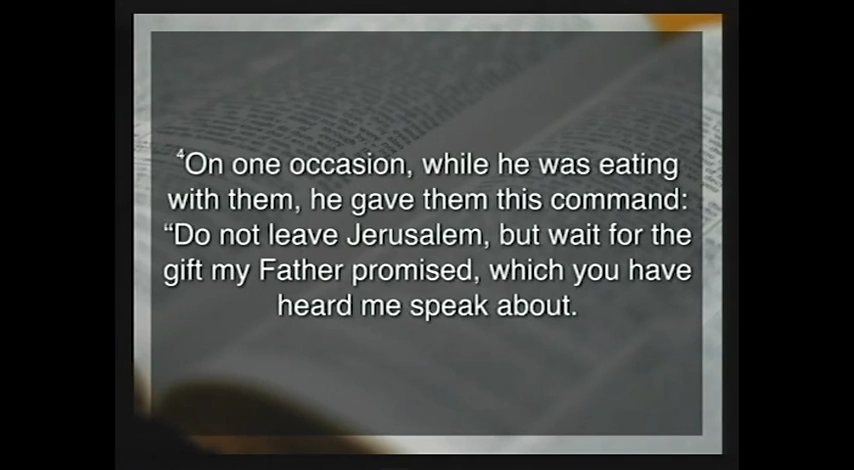 ⁴On one occasion, while he was eating
with them, he gave them this command:
“Do not leave Jerusalem, but wait for the
gift my Father promised, which you have
heard me speak about.